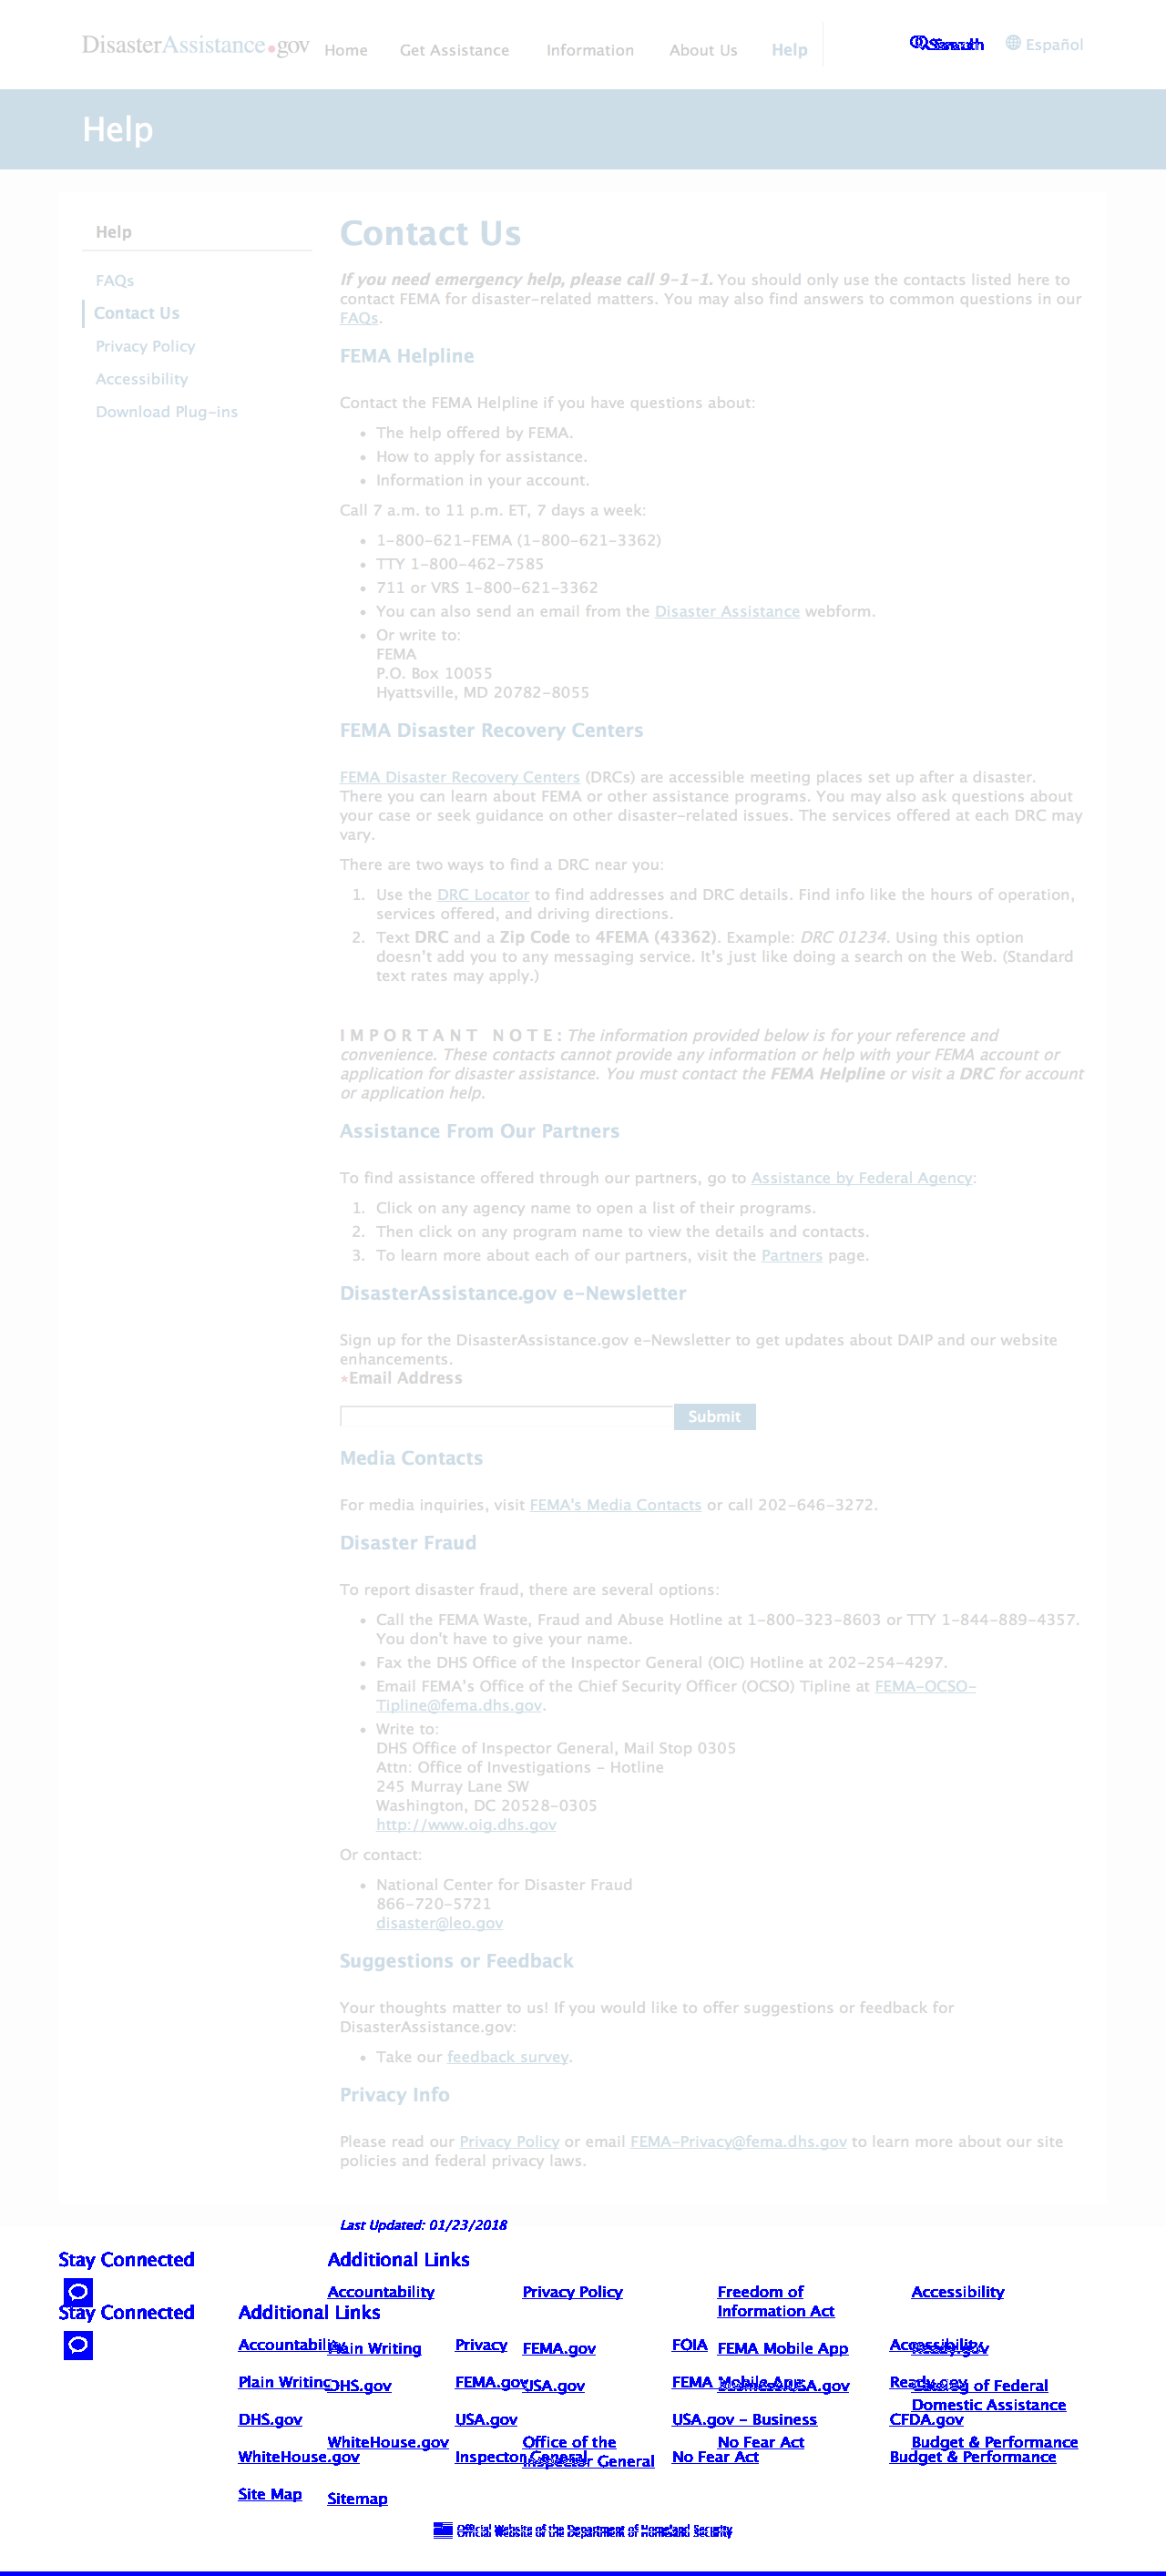 DisasterAssistance.gov Home Get Assistance Information About Us Help Español
Help
Help
FAQs
Contact Us
Privacy Policy
Accessibility
Download Plug-ins
Contact Us
If you need emergency help, please call 9-1-1. You should only use the contacts listed here to
contact FEMA for disaster-related matters. You may also find answers to common questions in our
FAQs.
FEMA Helpline
Contact the FEMA Helpline if you have questions about:
• The help offered by FEMA.
• How to apply for assistance.
• Information in your account.
Call 7 a.m. to 11 p.m. ET, 7 days a week:
• 1-800-621-FEMA (1-800-621-3362)
• TTY 1-800-462-7585
• 711 or VRS 1-800-621-3362
• You can also send an email from the Disaster Assistance webform.
• Or write to:
FEMA
P.O. Box 10055
Hyattsville, MD 20782-8055
FEMA Disaster Recovery Centers
FEMA Disaster Recovery Centers (DRCs) are accessible meeting places set up after a disaster.
There you can learn about FEMA or other assistance programs. You may also ask questions about
your case or seek guidance on other disaster-related issues. The services offered at each DRC may
vary.
There are two ways to find a DRC near you:
1. Use the DRC Locator to find addresses and DRC details. Find info like the hours of operation,
services offered, and driving directions.
2. Text DRC and a Zip Code to 4FEMA (43362). Example: DRC 01234. Using this option
doesn't add you to any messaging service. It's just like doing a search on the Web. (Standard
text rates may apply.)
IMPORTANT NOTE: The information provided below is for your reference and
convenience. These contacts cannot provide any information or help with your FEMA account or
application for disaster assistance. You must contact the FEMA Helpline or visit a DRC for account
or application help.
Assistance From Our Partners
To find assistance offered through our partners, go to Assistance by Federal Agency:
1. Click on any agency name to open a list of their programs.
2. Then click on any program name to view the details and contacts.
3. To learn more about each of our partners, visit the Partners page.
DisasterAssistance.gov e-Newsletter
Sign up for the DisasterAssistance.gov e-Newsletter to get updates about DAIP and our website
enhancements.
*Email Address
Submit
Media Contacts
For media inquiries, visit FEMA's Media Contacts or call 202-646-3272.
Disaster Fraud
To report disaster fraud, there are several options:
• Call the FEMA Waste, Fraud and Abuse Hotline at 1-800-323-8603 or TTY 1-844-889-4357.
You don't have to give your name.
• Fax the DHS Office of the Inspector General (OIC) Hotline at 202-254-4297.
• Email FEMA's Office of the Chief Security Officer (OCSO) Tipline at FEMA-OCSO-
Tipline@fema.dhs.gov.
• Write to:
DHS Office of Inspector General, Mail Stop 0305
Attn: Office of Investigations - Hotline
245 Murray Lane SW
Washington, DC 20528-0305
http://www.oig.dhs.gov
Or contact:
• National Center for Disaster Fraud
866-720-5721
disaster@leo.gov
Suggestions or Feedback
Your thoughts matter to us! If you would like to offer suggestions or feedback for
DisasterAssistance.gov:
• Take our feedback survey.
Privacy Info
Please read our Privacy Policy or email FEMA-Privacy@fema.dhs.gov to learn more about our site
policies and federal privacy laws.
Last Updated: 01/23/2018
Stay Connected Additional Links
Accountability Privacy Policy Freedom of Accessibility
Information Act
Stay Connected Additional Links
Accountability Privacy FOIA Accessibility
Plain Writing FEMA.gov FEMA Mobile App Ready.gov
Plain Writing FEMA.gov FEMA Mobile App Ready.gov
DHS.gov USA.gov BusinessUSA.gov Catalog of Federal
Domestic Assistance
DHS.gov USA.gov USA.gov - Business CFDA.gov
WhiteHouse.gov Office of the No Fear Act Budget & Performance
Inspector General
WhiteHouse.gov Inspector General No Fear Act Budget & Performance
Site Map
Sitemap
Official Website of the Department of Homeland Security